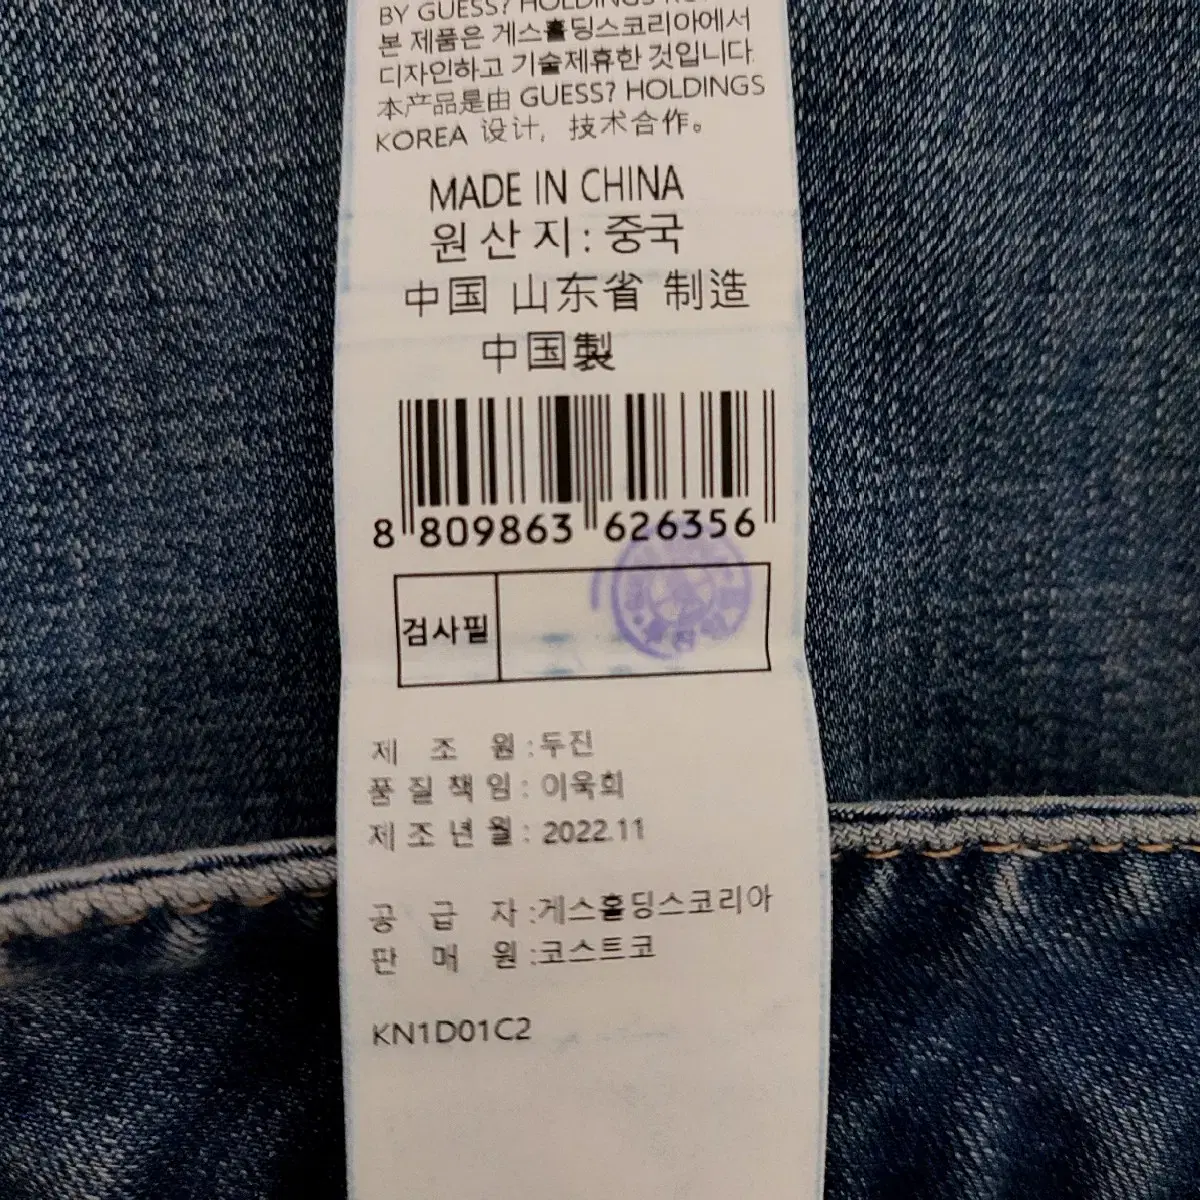 BY GUESS? HOLDINGS KOREA
본 제품은 게스홀딩스코리아에서
디자인하고 기술제휴한 것입니다.
本产品是由 GUESS? HOLDINGS
KOREA 设计，技术合作。
MADE IN CHINA
원산지: 중국
中国 山东省 制造
中国製
8 809863 626356
검사필
제 조 원 : 두진
품질책임 : 이욱희
제조년월 : 2022.11
공 급 자 : 게스홀딩스코리아
판 매 원 : 코스트코
KN1D01C2